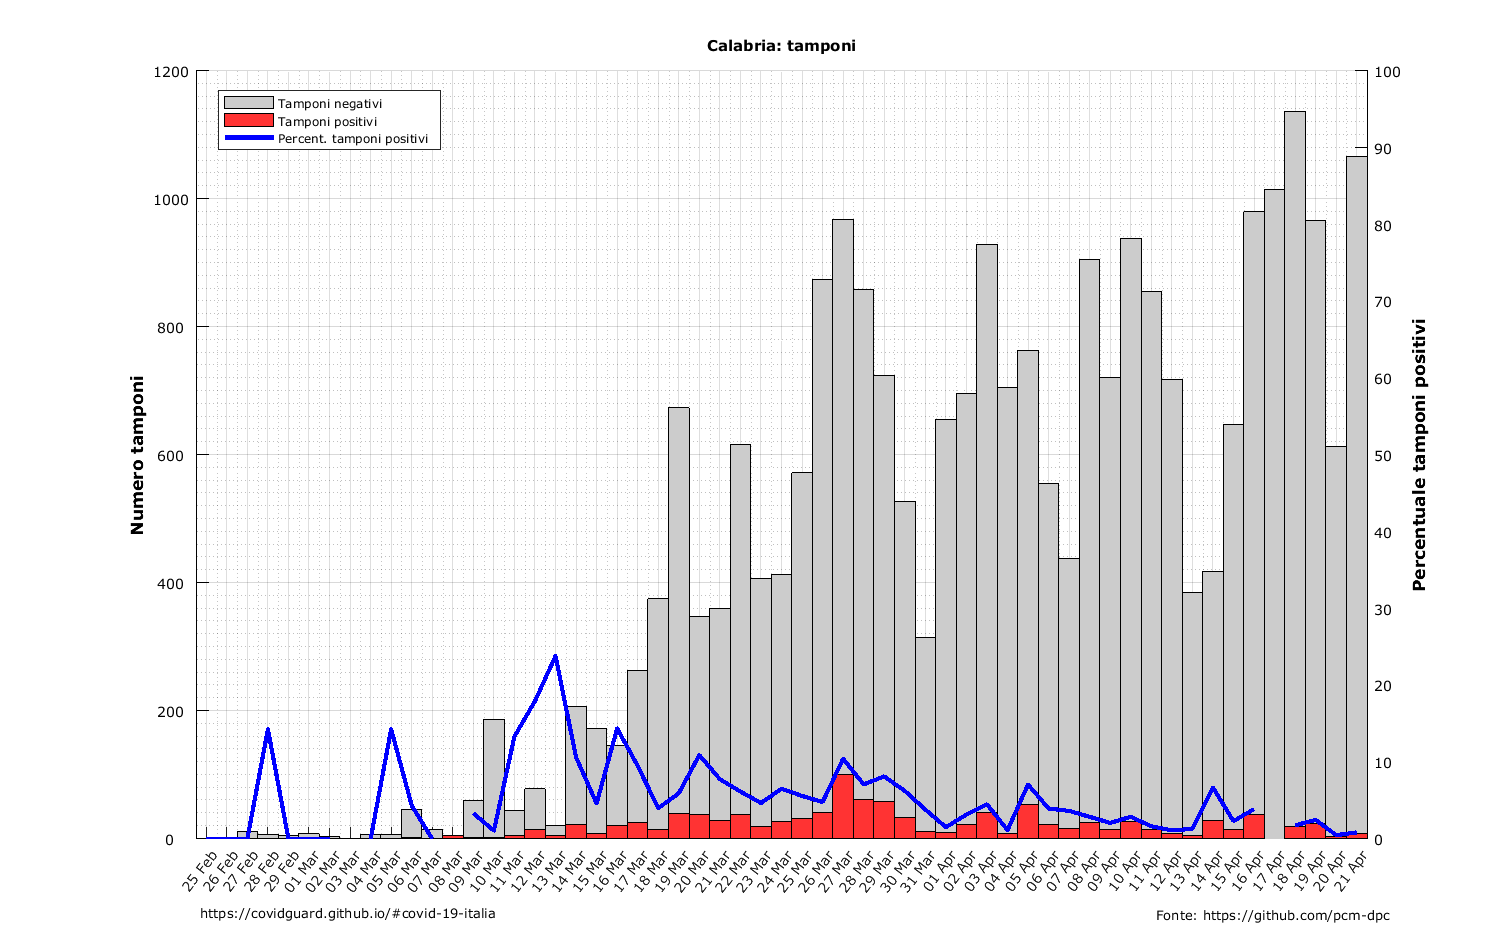 Calabria: tamponi
Tamponi negativi
Tamponi positivi
Percent. tamponi positivi
Numero tamponi
1200
1000
800
600
400
200
0
Percentuale tamponi positivi
100
90
80
70
60
50
40
30
20
10
0
25 Feb
26 Feb
27 Feb
28 Feb
29 Feb
01 Mar
02 Mar
03 Mar
04 Mar
05 Mar
06 Mar
07 Mar
08 Mar
09 Mar
10 Mar
11 Mar
12 Mar
13 Mar
14 Mar
15 Mar
16 Mar
17 Mar
18 Mar
19 Mar
20 Mar
21 Mar
22 Mar
23 Mar
24 Mar
25 Mar
26 Mar
27 Mar
28 Mar
29 Mar
30 Mar
31 Mar
01 Apr
02 Apr
03 Apr
04 Apr
05 Apr
06 Apr
07 Apr
08 Apr
09 Apr
10 Apr
11 Apr
12 Apr
13 Apr
14 Apr
15 Apr
16 Apr
17 Apr
18 Apr
19 Apr
20 Apr
21 Apr
https://covidguard.github.io/#covid-19-italia
Fonte: https://github.com/pcm-dpc